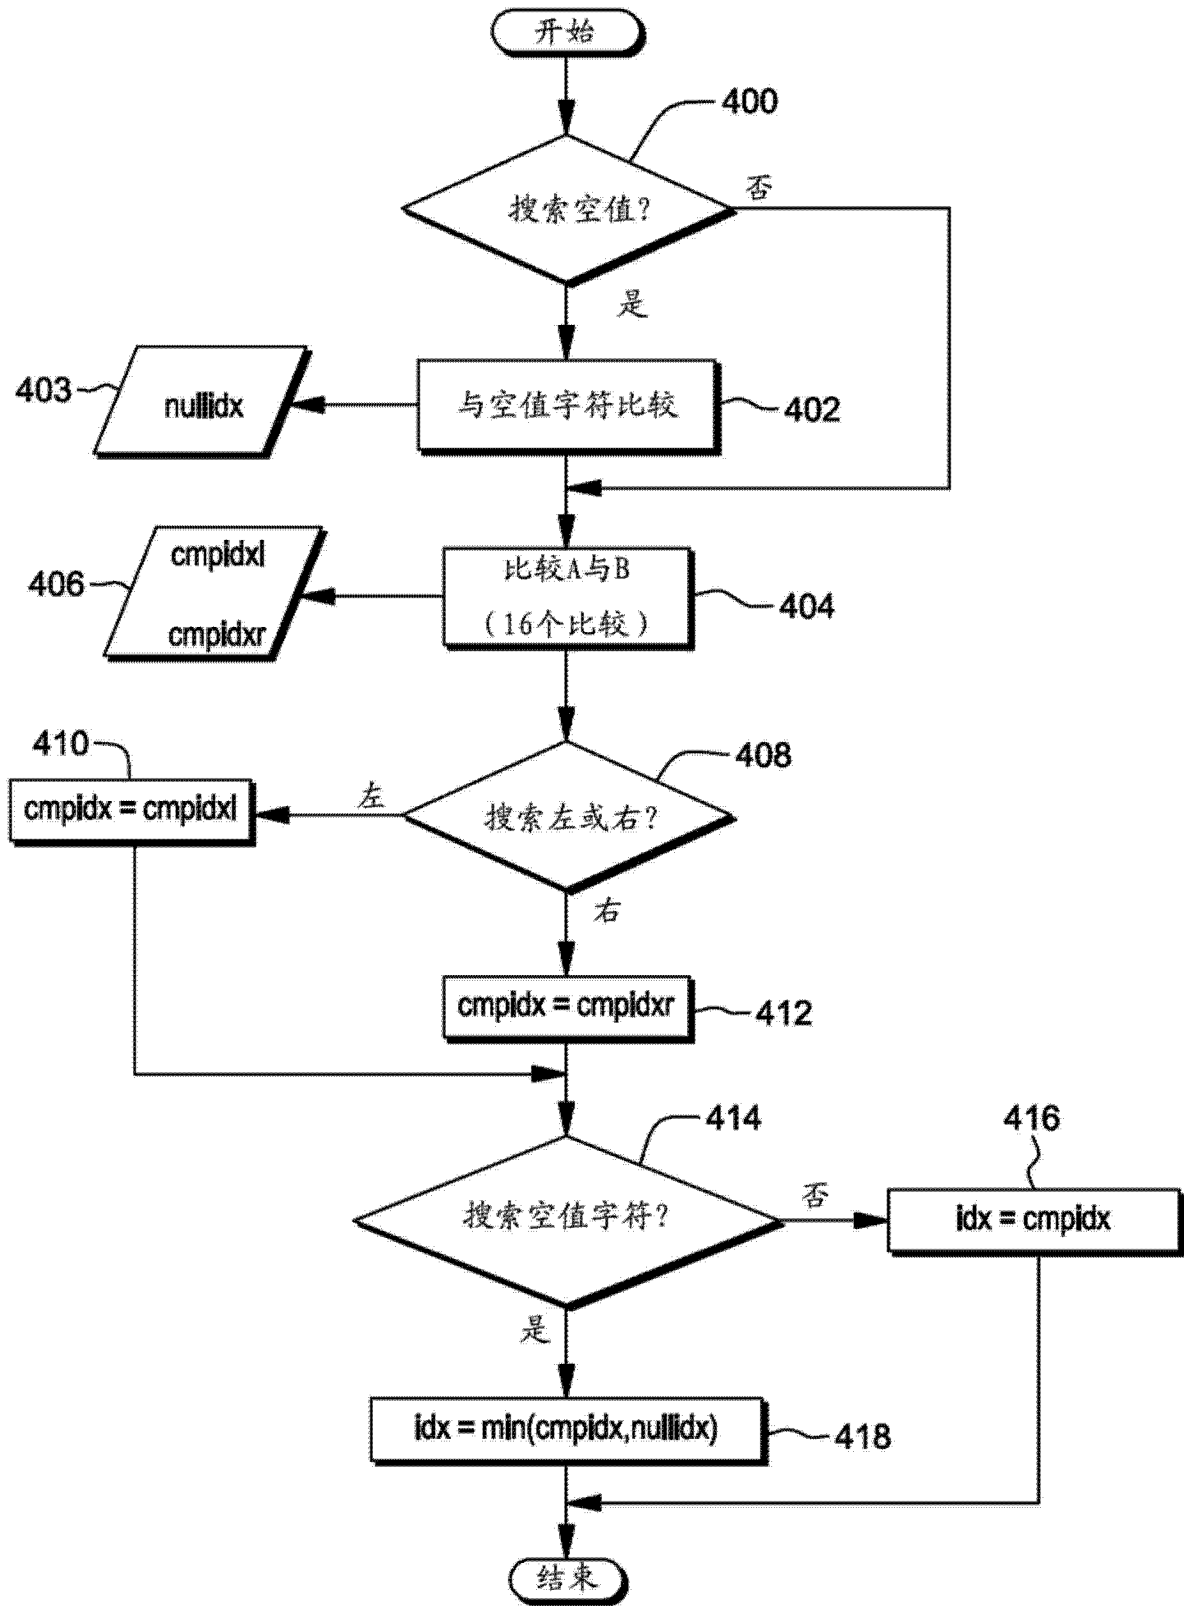 开始
400
搜索空值?
否
是
403
nullidx
与空值字符比较
402
406
cmpidxl
cmpidxr
比较A与B
(16个比较)
404
410
cmpidx = cmpidxl
左
408
搜索左或右?
右
cmpidx = cmpidxr
412
414
搜索空值字符?
否
416
idx = cmpidx
是
idx = min(cmpidx,nullidx)
418
结束